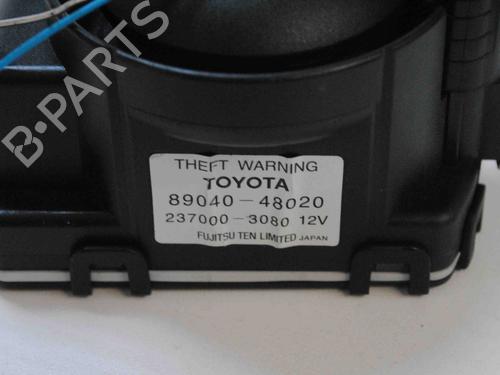 B·PARTS
THEFT WARNING
TOYOTA
89040-48020
237000-3080 12V
FUJITSU TEN LIMITED JAPAN